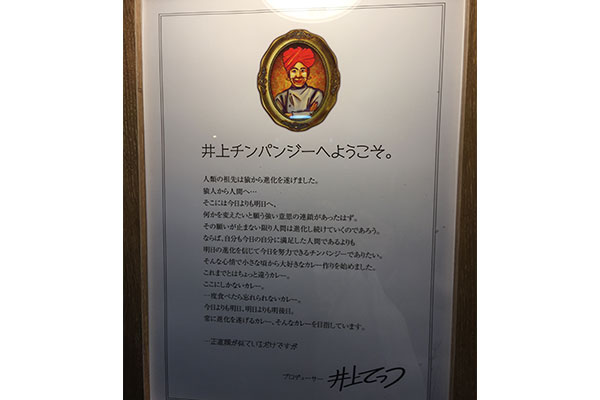 井上チンパンジーへようこそ。
人類の祖先は猿から進化を遂げました。
猿人から人間へ…
そこには今日よりも明日へ、
何かを変えたいと願う強い意思の連鎖があったはず。
その願いが止まない限り人間は進化し続けていくのであろう。
ならば、自分も今日の自分に満足した人間であるよりも
明日の進化を信じて今日を努力できるチンパンジーでありたい。
そんな心情で小さな頃から大好きなカレー作りを始めました。
これまでとはちょっと違うカレー。
ここにしかないカレー。
一度食べたら忘れられないカレー。
今日よりも明日、明日よりも明後日。
常に進化を遂げるカレー。そんなカレーを目指しています。
正直顔が似ているだけですが
プロデューサー 井上てつ